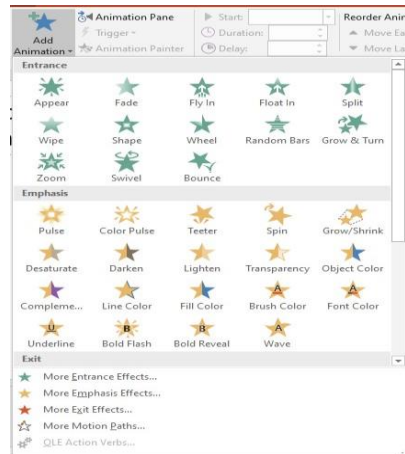 Add
Animation
Animation Pane
Trigger
Animation Painter
Start:
Duration:
Delay:
Reorder Anir
Move Ea
Move La
Entrance
Appear Fade Fly In Float In Split
Wipe Shape Wheel Random Bars Grow & Turn
Zoom Swivel Bounce
Emphasis
Pulse Color Pulse Teeter Spin Grow/Shrink
Desaturate Darken Lighten Transparency Object Color
Compleme... Line Color Fill Color Brush Color Font Color
Underline Bold Flash Bold Reveal Wave
Exit
More Entrance Effects...
More Emphasis Effects...
More Exit Effects...
More Motion Paths...
OLE Action Verbs...